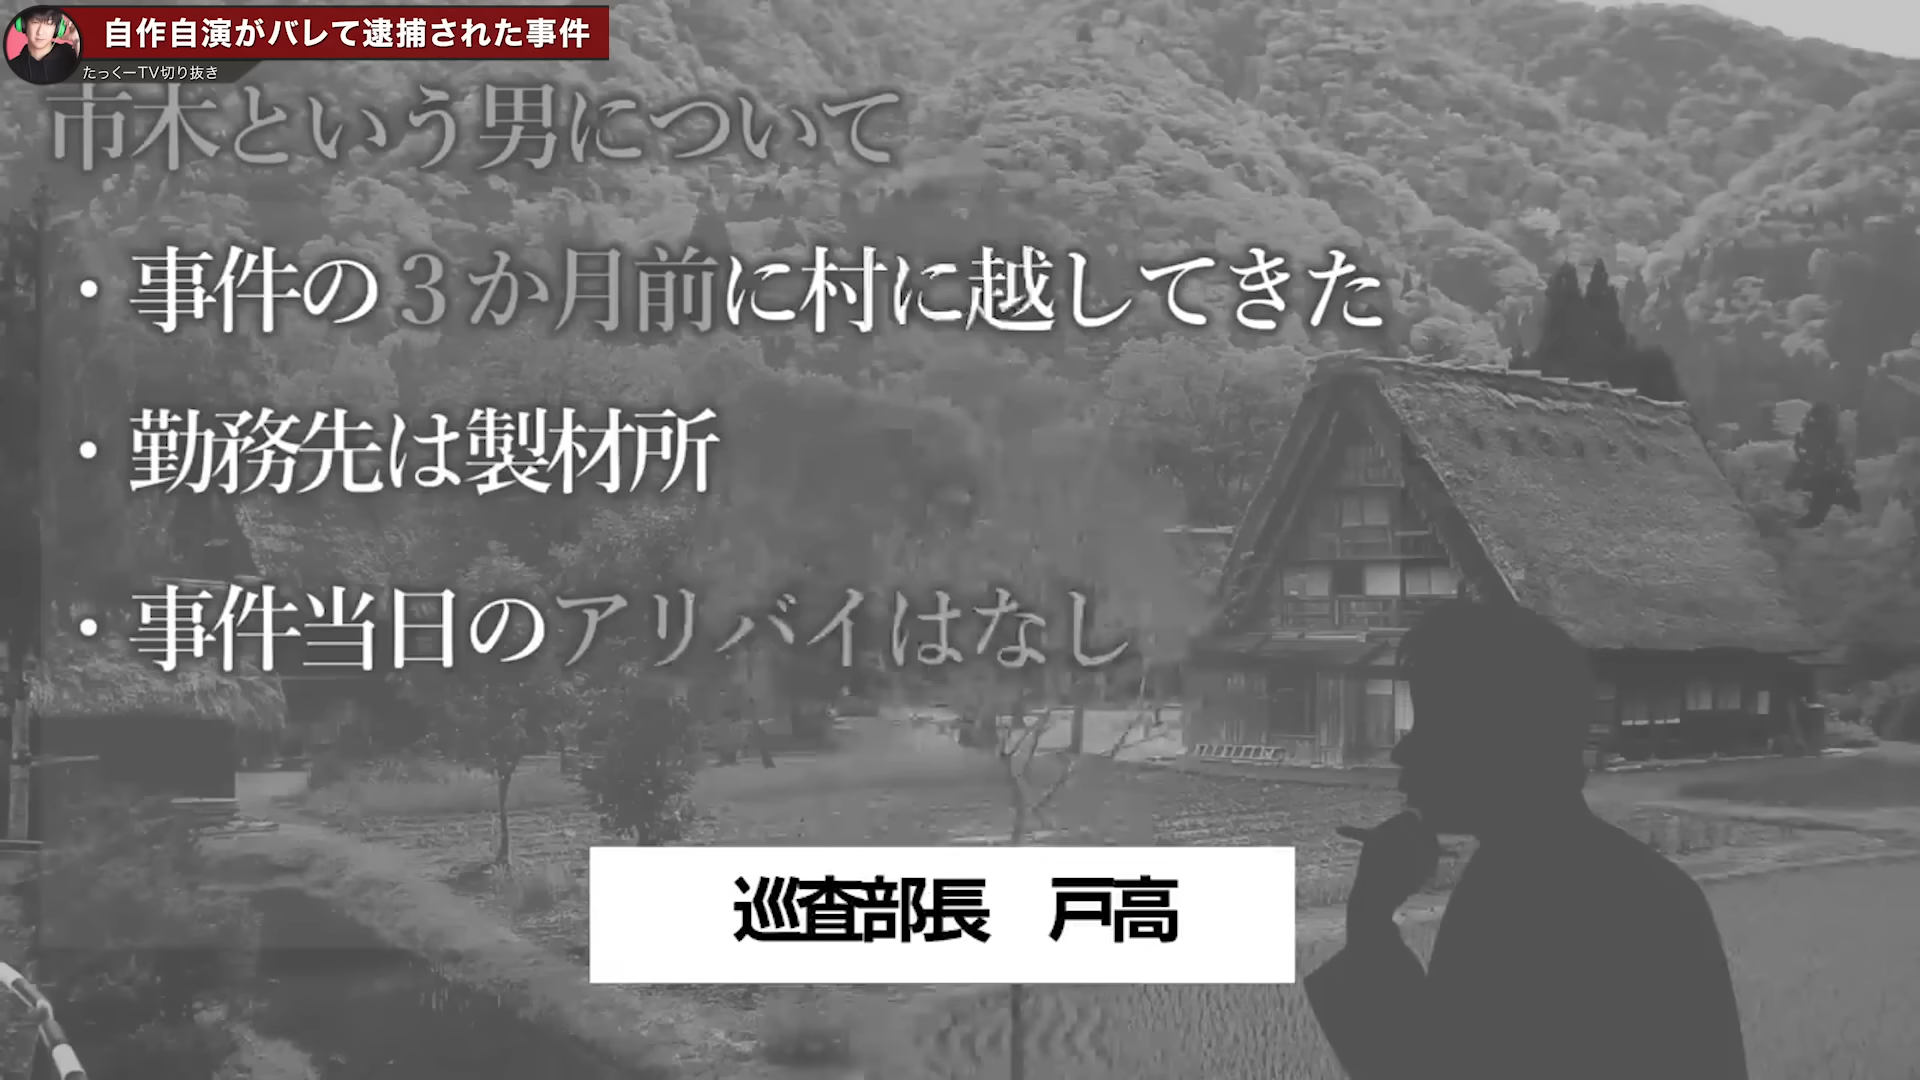 自作自演がバレて逮捕された事件
たっくーTV切り抜き
市木という男について
・事件の３か月前に村に越してきた
・勤務先は製材所
・事件当日のアリバイはなし
巡査部長　戸高